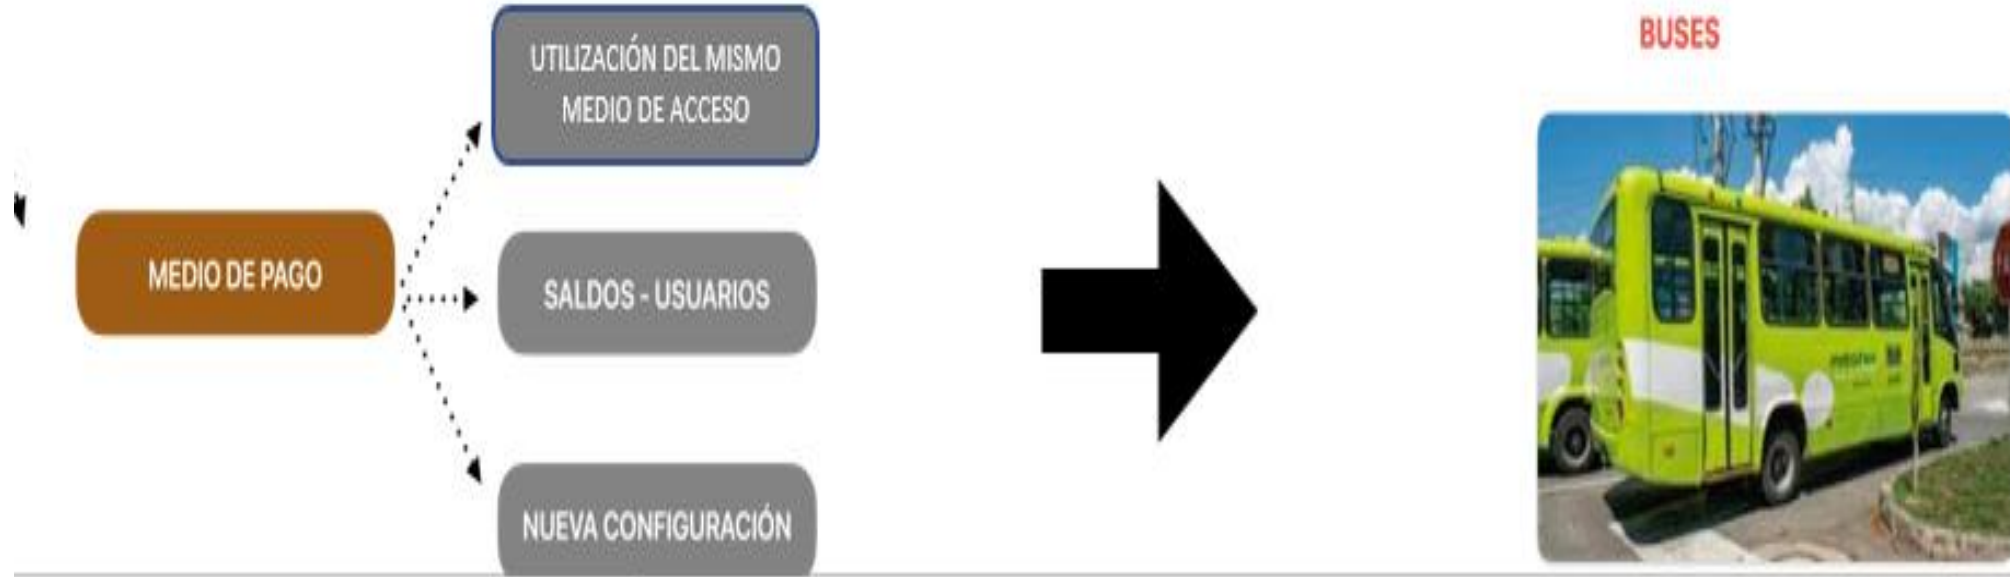 UTILIZACIÓN DEL MISMO
MEDIO DE ACCESO
MEDIO DE PAGO
SALDOS - USUARIOS
NUEVA CONFIGURACIÓN
BUSES